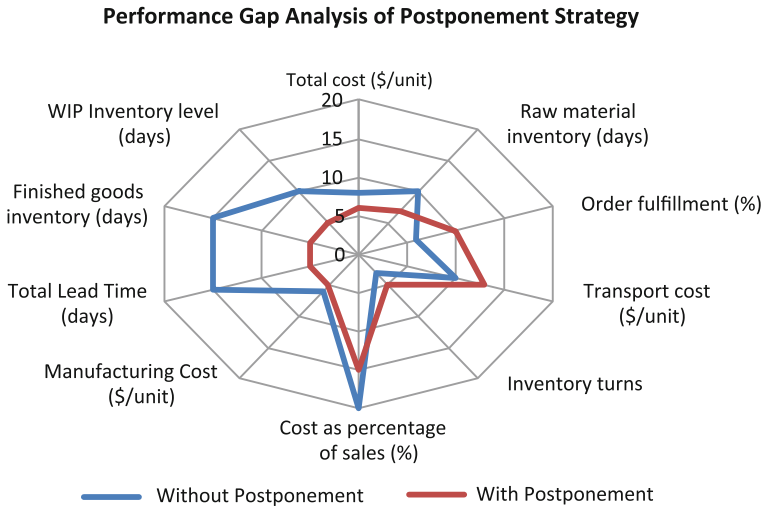 Performance Gap Analysis of Postponement Strategy
Total cost ($/unit)
20
15
10
5
0
Raw material
inventory (days)
Order fulfillment (%)
Transport cost
($/unit)
Inventory turns
Cost as percentage
of sales (%)
Manufacturing Cost
($/unit)
Total Lead Time
(days)
Finished goods
inventory (days)
WIP Inventory level
(days)
Without Postponement
With Postponement